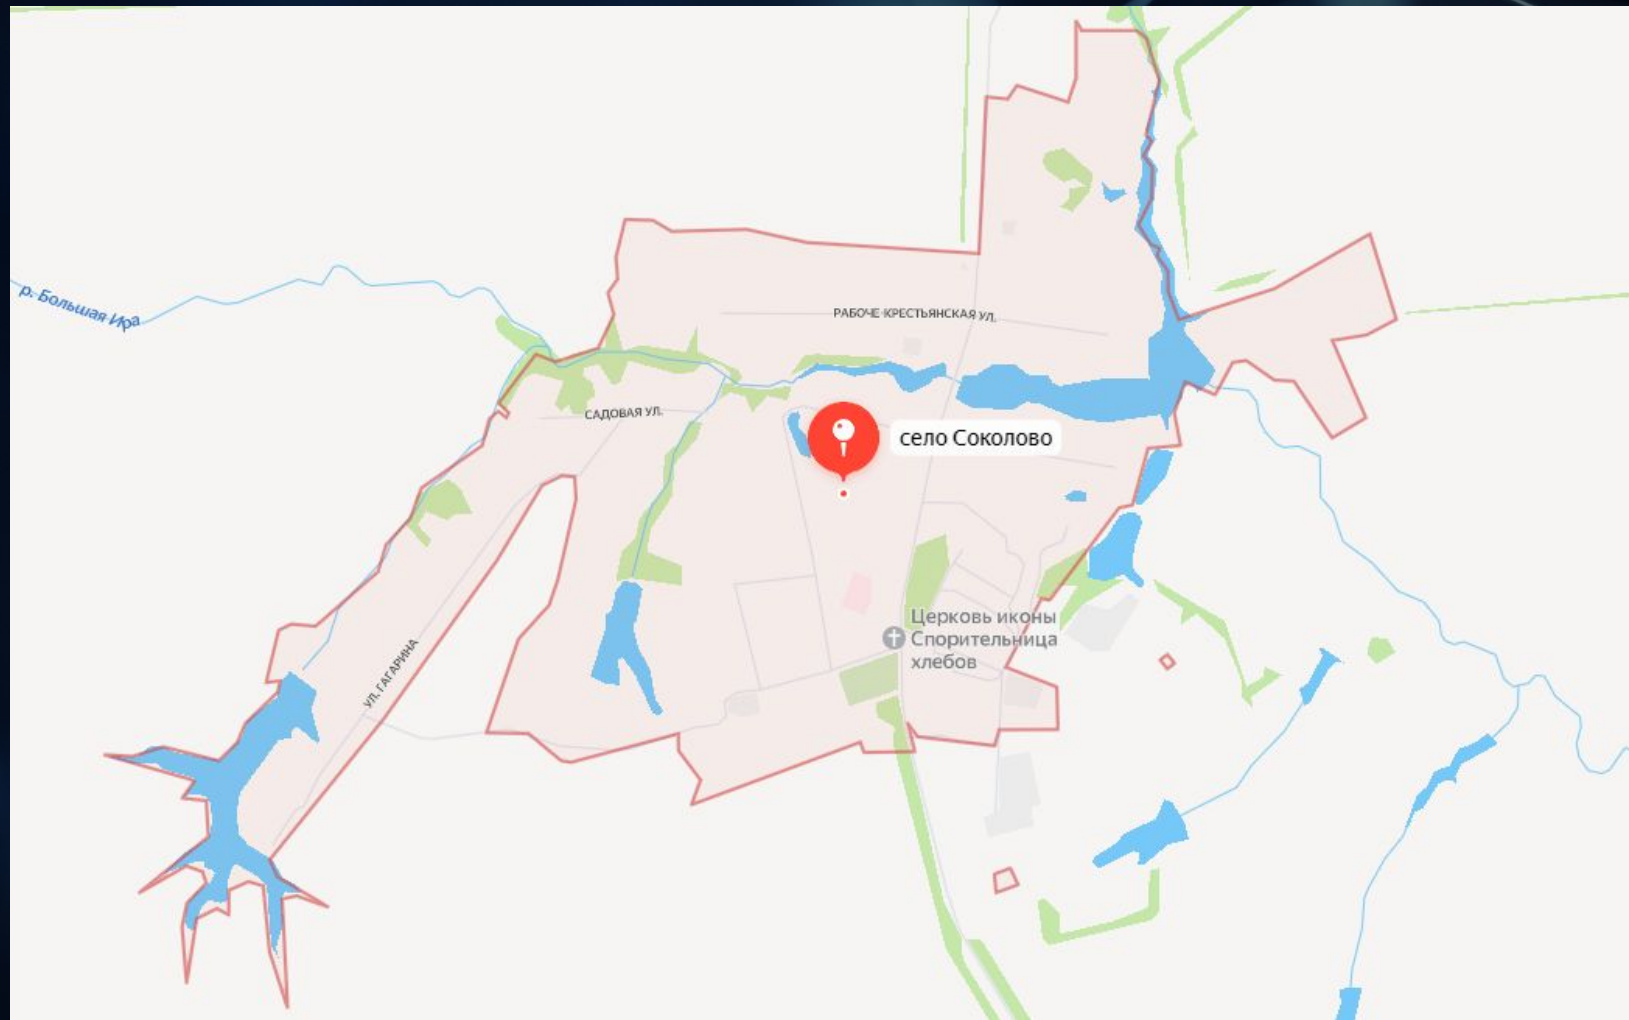 р. Большая Ира
РАБОЧЕ-КРЕСТЬЯНСКАЯ УЛ.
САДОВАЯ УЛ.
село Соколово
Церковь иконы
Спорительница
хлебов
УЛ. ГАГАРИНА